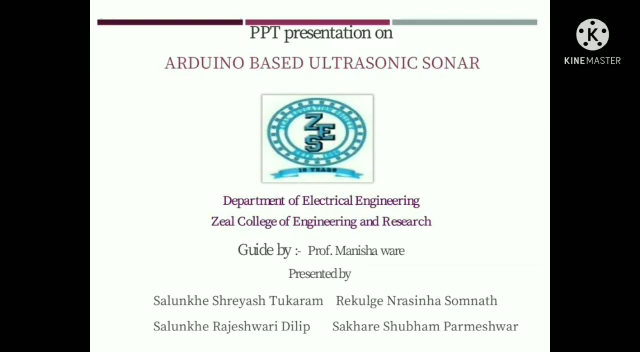 PPT presentation on
ARDUINO BASED ULTRASONIC SONAR
ZES
Department of Electrical Engineering
Zeal College of Engineering and Research
Guide by :- Prof. Manisha ware
Presented by
Salunkhe Shreyash Tukaram Rekulge Nrasinha Somnath
Salunkhe Rajeshwari Dilip Sakhare Shubham Parmeshwar
KINEMASTER